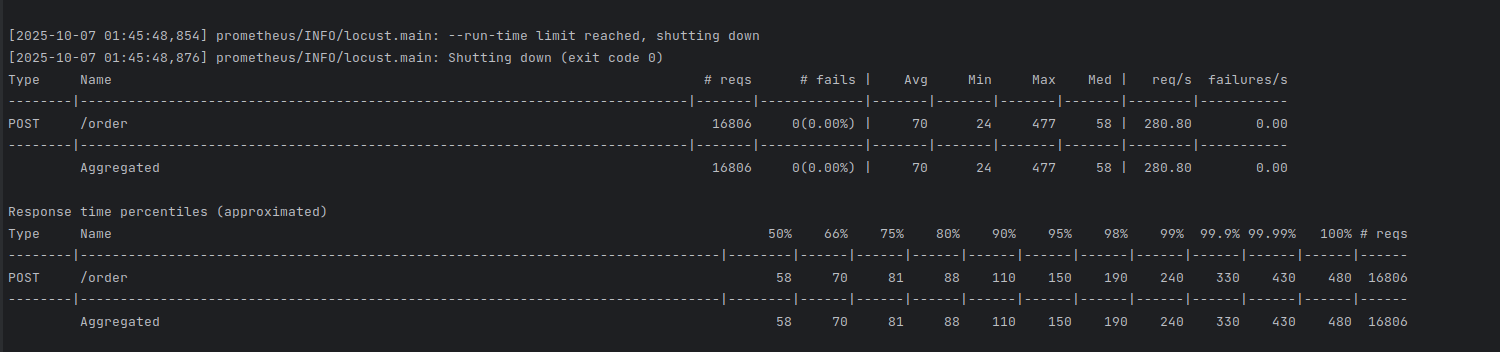 [2025-10-07 01:45:48,854] prometheus/INFO/locust.main: --run-time limit reached, shutting down
[2025-10-07 01:45:48,876] prometheus/INFO/locust.main: Shutting down (exit code 0)
Type     Name                                                                          # reqs      # fails |    Avg     Min     Max    Med |   req/s  failures/s
--------|----------------------------------------------------------------------------|-------|-------------|-------|-------|-------|-------|--------|-----------
POST     /order                                                                         16806     0(0.00%) |     70      24     477     58 |  280.80        0.00
--------|----------------------------------------------------------------------------|-------|-------------|-------|-------|-------|-------|--------|-----------
         Aggregated                                                                     16806     0(0.00%) |     70      24     477     58 |  280.80        0.00
Response time percentiles (approximated)
Type     Name                                                                                  50%    66%    75%    80%    90%    95%    98%    99%  99.9% 99.99%   100% # reqs
--------|--------------------------------------------------------------------------------|--------|------|------|------|------|------|------|------|------|------|------|------
POST     /order                                                                                 58     70     81     88    110    150    190    240    330    430    480  16806
--------|--------------------------------------------------------------------------------|--------|------|------|------|------|------|------|------|------|------|------|------
         Aggregated                                                                             58     70     81     88    110    150    190    240    330    430    480  16806